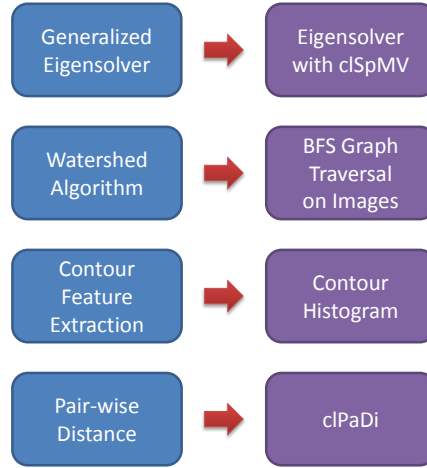 Generalized
Eigensolver
Eigensolver
with clSpMV
Watershed
Algorithm
BFS Graph
Traversal
on Images
Contour
Feature
Extraction
Contour
Histogram
Pair-wise
Distance
clPaDi